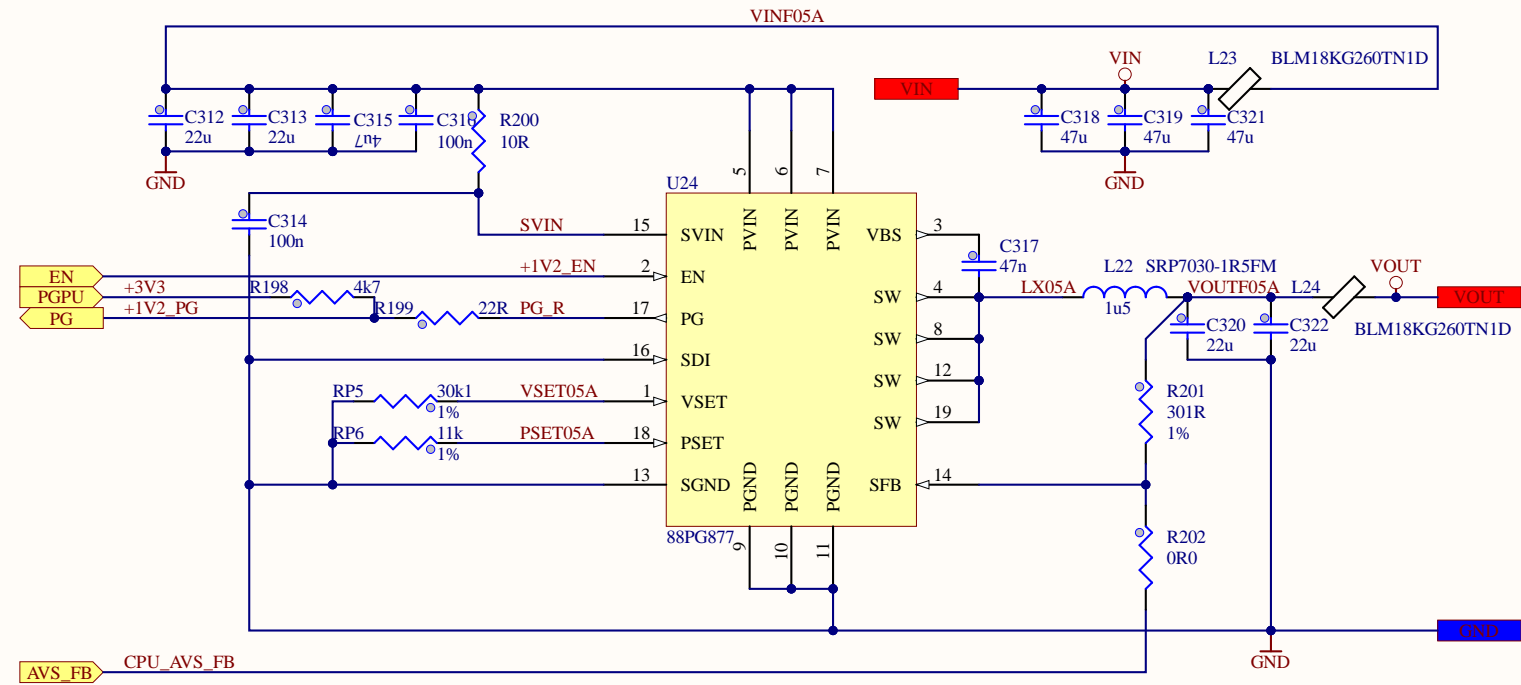 VINF05A
VIN
L23
BLM18KG260TN1D
VIN
C312
22u
C313
22u
C315
4u7
C316
100n
R200
10R
C318
47u
C319
47u
C321
47u
GND
GND
5
6
7
U24
C314
100n
SVIN
15
SVIN
PVIN
PVIN
PVIN
VBS
3
C317
47n
EN
+1V2_EN
2
EN
L22
SRP7030-1R5FM
VOUT
PGPU
+3V3
R198
4k7
SW
4
LX05A
1u5
VOUTF05A
L24
VOUT
PG
+1V2_PG
R199
22R
PG_R
17
PG
C320
22u
C322
22u
BLM18KG260TN1D
SW
8
16
SDI
SW
12
RP5
30k1
1%
VSET05A
1
VSET
R201
301R
1%
SW
19
RP6
11k
1%
PSET05A
18
PSET
13
SGND
PGND
PGND
PGND
SFB
14
88PG877
9
10
11
R202
0R0
GND
GND
AVS_FB
CPU_AVS_FB